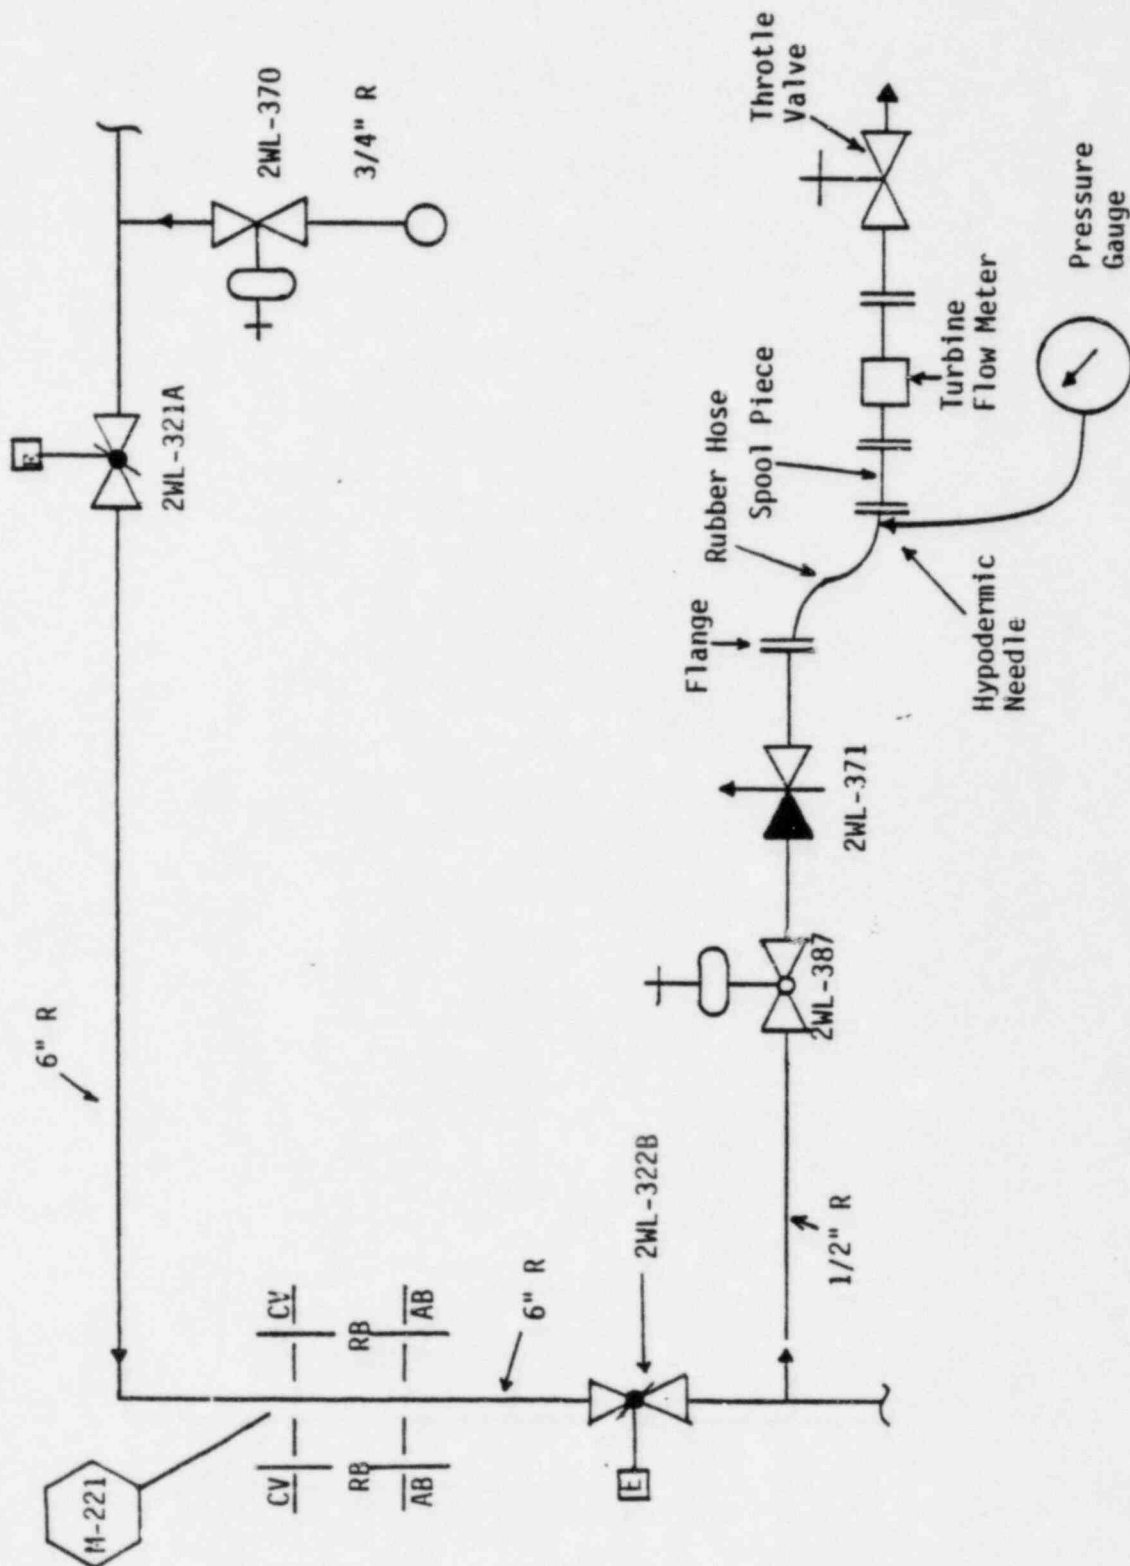 M-221
CV
CV
RB
RB
AB
AB
6" R
6" R
E
2WL-322B
E
2WL-321A
2WL-370
3/4" R
1/2" R
2WL-387
2WL-371
Flange
Rubber Hose
Spool Piece
Hypodermic
Needle
Turbine
Flow Meter
Throtle
Valve
Pressure
Gauge